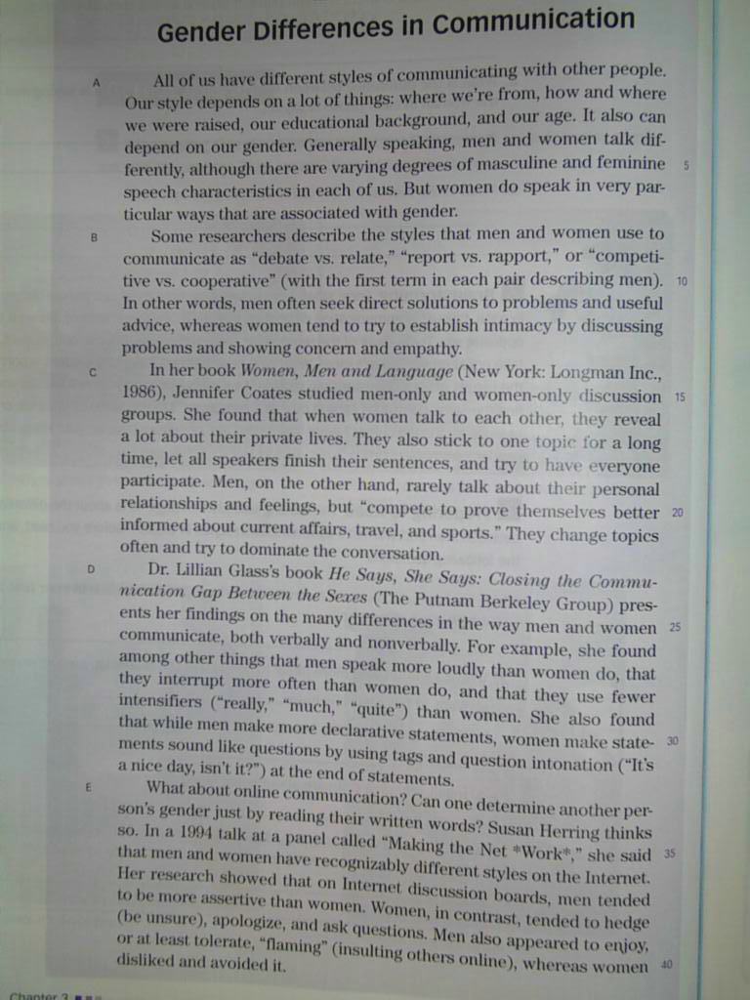 Gender Differences in Communication
A All of us have different styles of communicating with other people.
Our style depends on a lot of things: where we're from, how and where
we were raised, our educational background, and our age. It also can
depend on our gender. Generally speaking, men and women talk dif-
ferently, although there are varying degrees of masculine and feminine 5
speech characteristics in each of us. But women do speak in very par-
ticular ways that are associated with gender.
B Some researchers describe the styles that men and women use to
communicate as "debate vs. relate," "report vs. rapport," or "competi-
tive vs. cooperative" (with the first term in each pair describing men). 10
In other words, men often seek direct solutions to problems and useful
advice, whereas women tend to try to establish intimacy by discussing
problems and showing concern and empathy.
C In her book Women, Men and Language (New York: Longman Inc.,
1986), Jennifer Coates studied men-only and women-only discussion 15
groups. She found that when women talk to each other, they reveal
a lot about their private lives. They also stick to one topic for a long
time, let all speakers finish their sentences, and try to have everyone
participate. Men, on the other hand, rarely talk about their personal
relationships and feelings, but "compete to prove themselves better 20
informed about current affairs, travel, and sports." They change topics
often and try to dominate the conversation.
D Dr. Lillian Glass's book He Says, She Says: Closing the Commu-
nication Gap Between the Sexes (The Putnam Berkeley Group) pres-
ents her findings on the many differences in the way men and women 25
communicate, both verbally and nonverbally. For example, she found
among other things that men speak more loudly than women do, that
they interrupt more often than women do, and that they use fewer
intensifiers ("really," "much," "quite") than women. She also found
that while men make more declarative statements, women make state- 30
ments sound like questions by using tags and question intonation ("It's
a nice day, isn't it?") at the end of statements.
E What about online communication? Can one determine another per-
son's gender just by reading their written words? Susan Herring thinks
so. In a 1994 talk at a panel called "Making the Net *Work*," she said 35
that men and women have recognizably different styles on the Internet.
Her research showed that on Internet discussion boards, men tended
to be more assertive than women. Women, in contrast, tended to hedge
(be unsure), apologize, and ask questions. Men also appeared to enjoy,
or at least tolerate, "flaming" (insulting others online), whereas women 40
disliked and avoided it.
Chapter 3